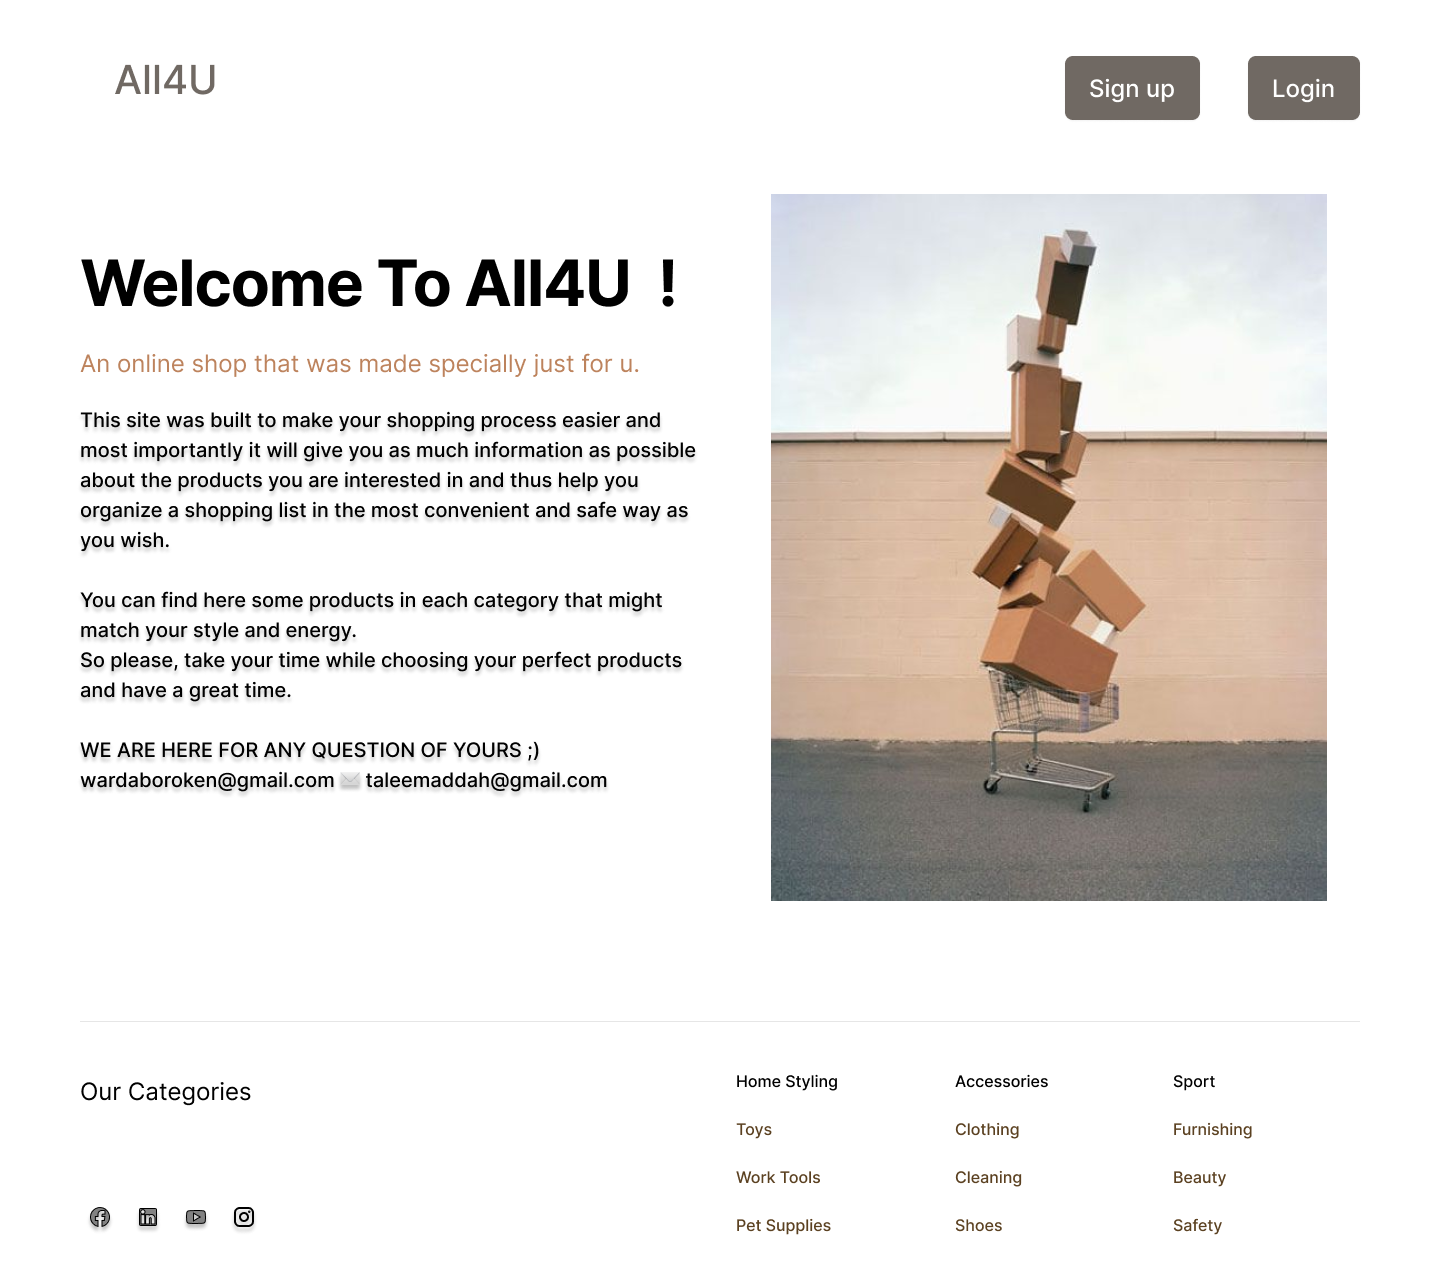 All4U
Sign up
Login
Welcome To All4U !
An online shop that was made specially just for u.
This site was built to make your shopping process easier and
most importantly it will give you as much information as possible
about the products you are interested in and thus help you
organize a shopping list in the most convenient and safe way as
you wish.
You can find here some products in each category that might
match your style and energy.
So please, take your time while choosing your perfect products
and have a great time.
WE ARE HERE FOR ANY QUESTION OF YOURS ;)
wardaboroken@gmail.com ✉ taleemaddah@gmail.com
Our Categories
Home Styling
Toys
Work Tools
Pet Supplies
Accessories
Clothing
Cleaning
Shoes
Sport
Furnishing
Beauty
Safety